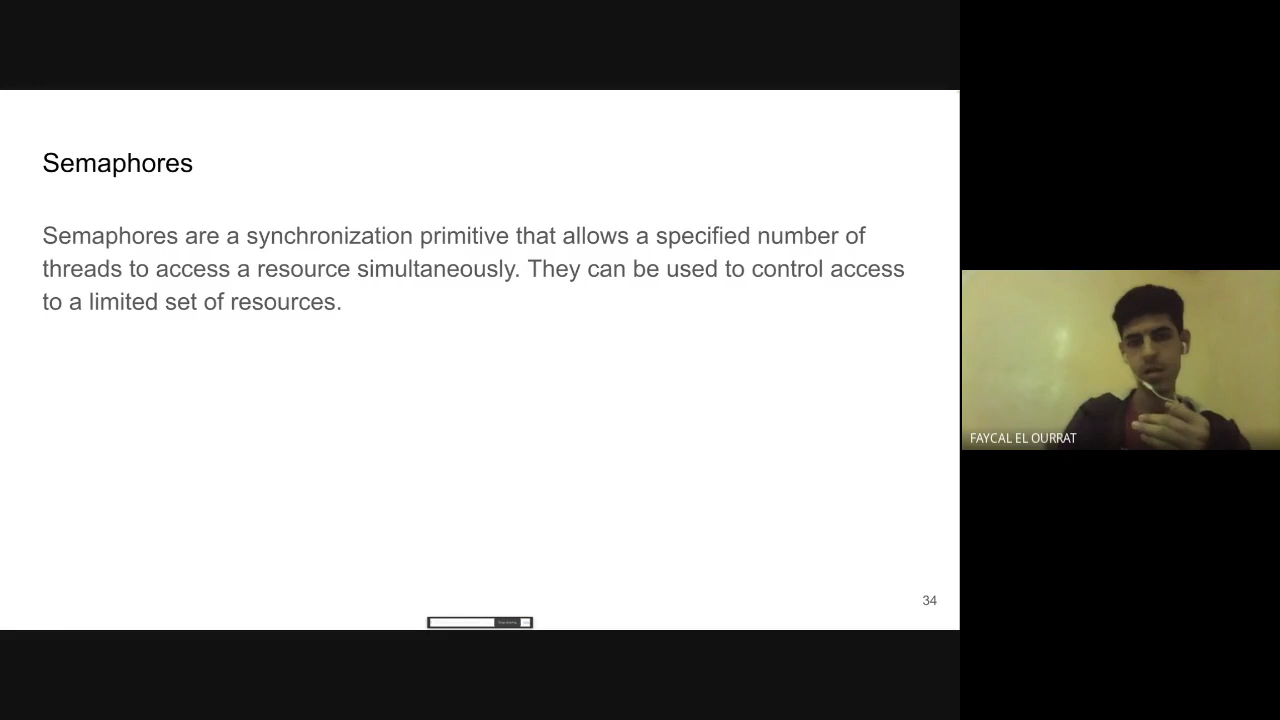 Semaphores
Semaphores are a synchronization primitive that allows a specified number of
threads to access a resource simultaneously. They can be used to control access
to a limited set of resources.
34
FAYCAL EL OURRAT